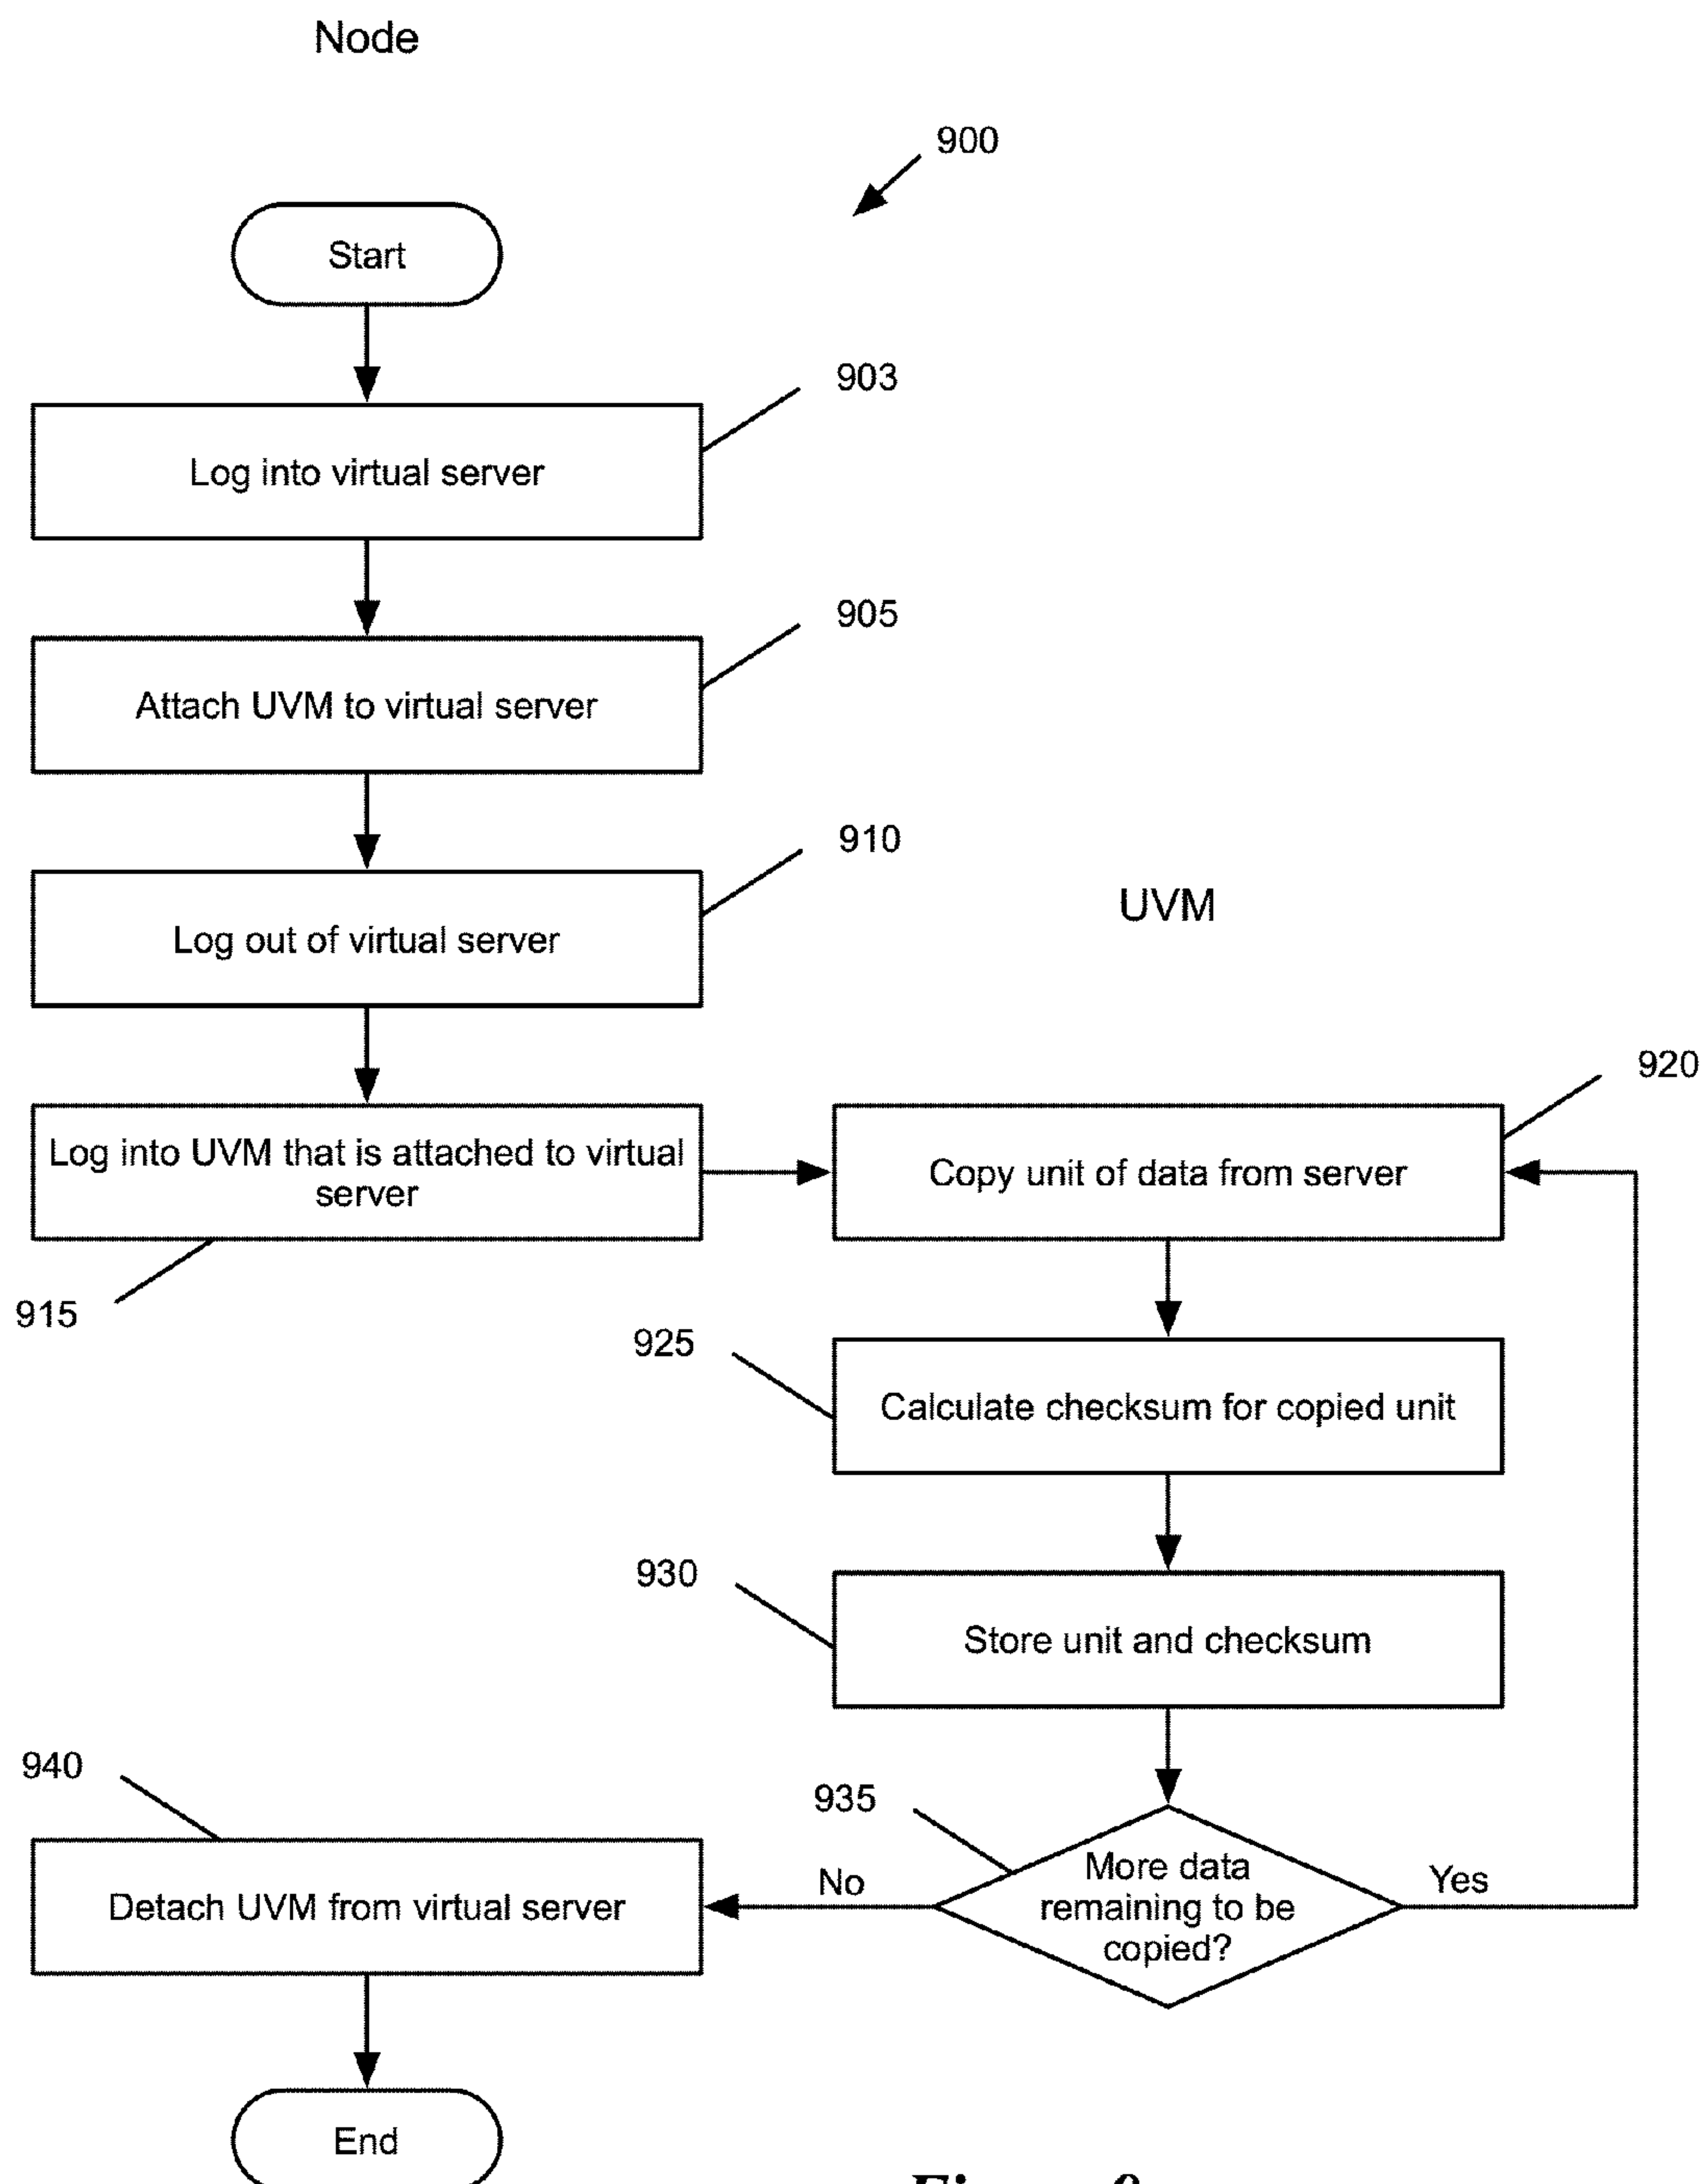 Node
900
Start
903
Log into virtual server
905
Attach UVM to virtual server
910
Log out of virtual server
UVM
920
Log into UVM that is attached to virtual
server
Copy unit of data from server
915
925
Calculate checksum for copied unit
930
Store unit and checksum
940
935
More data
remaining to be
copied?
No
Yes
Detach UVM from virtual server
End